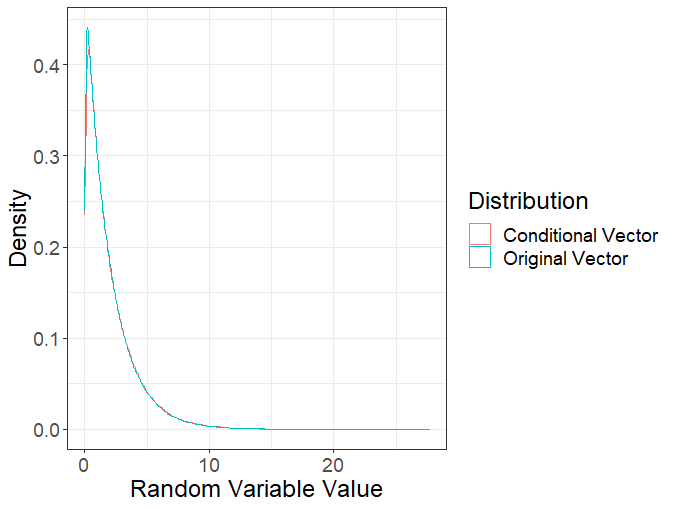 Density
0.4
0.3
0.2
0.1
0.0
0
10
20
Random Variable Value
Distribution
Conditional Vector
Original Vector